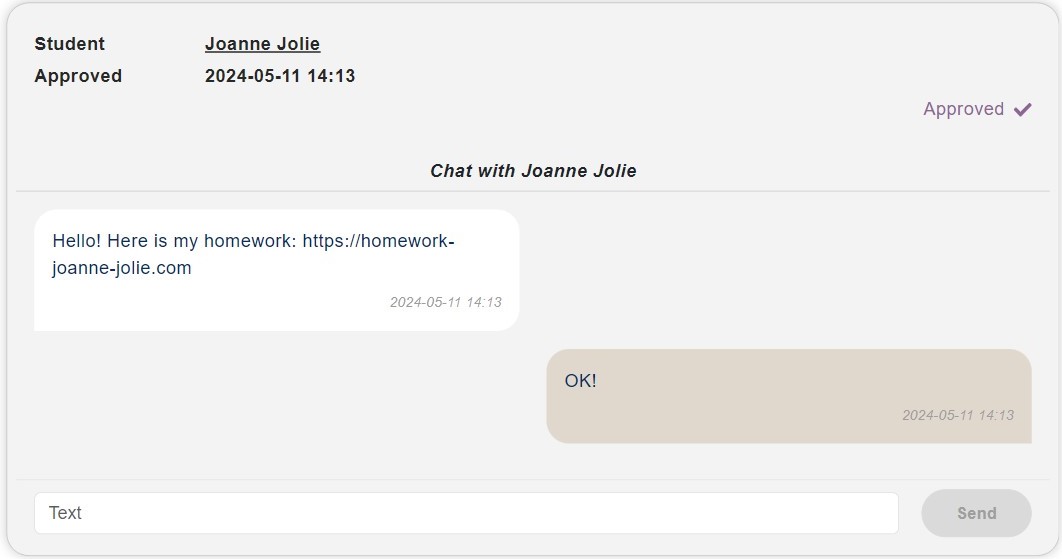 Student Joanne Jolie
Approved 2024-05-11 14:13
Approved
Chat with Joanne Jolie
Hello! Here is my homework: https://homework-
joanne-jolie.com
2024-05-11 14:13
OK!
2024-05-11 14:13
Text Send